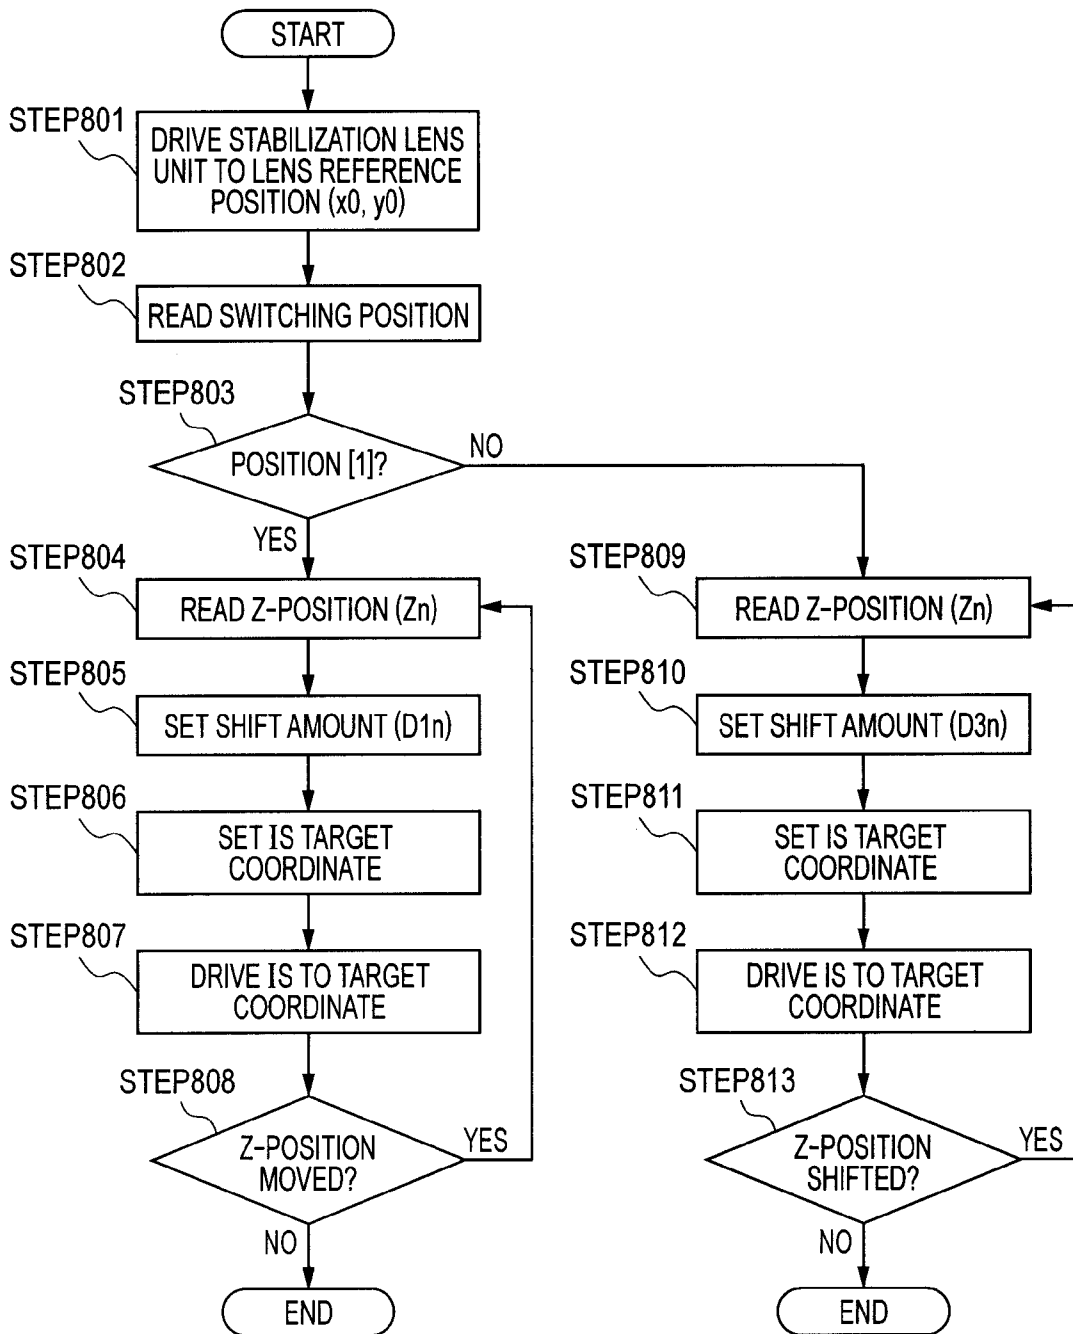 START
STEP801
DRIVE STABILIZATION LENS
UNIT TO LENS REFERENCE
POSITION (x0, y0)
STEP802
READ SWITCHING POSITION
STEP803
POSITION [1]?
NO
YES
STEP804
READ Z-POSITION (Zn)
STEP805
SET SHIFT AMOUNT (D1n)
STEP806
SET IS TARGET
COORDINATE
STEP807
DRIVE IS TO TARGET
COORDINATE
STEP808
Z-POSITION
MOVED?
YES
NO
END
STEP809
READ Z-POSITION (Zn)
STEP810
SET SHIFT AMOUNT (D3n)
STEP811
SET IS TARGET
COORDINATE
STEP812
DRIVE IS TO TARGET
COORDINATE
STEP813
Z-POSITION
SHIFTED?
YES
NO
END